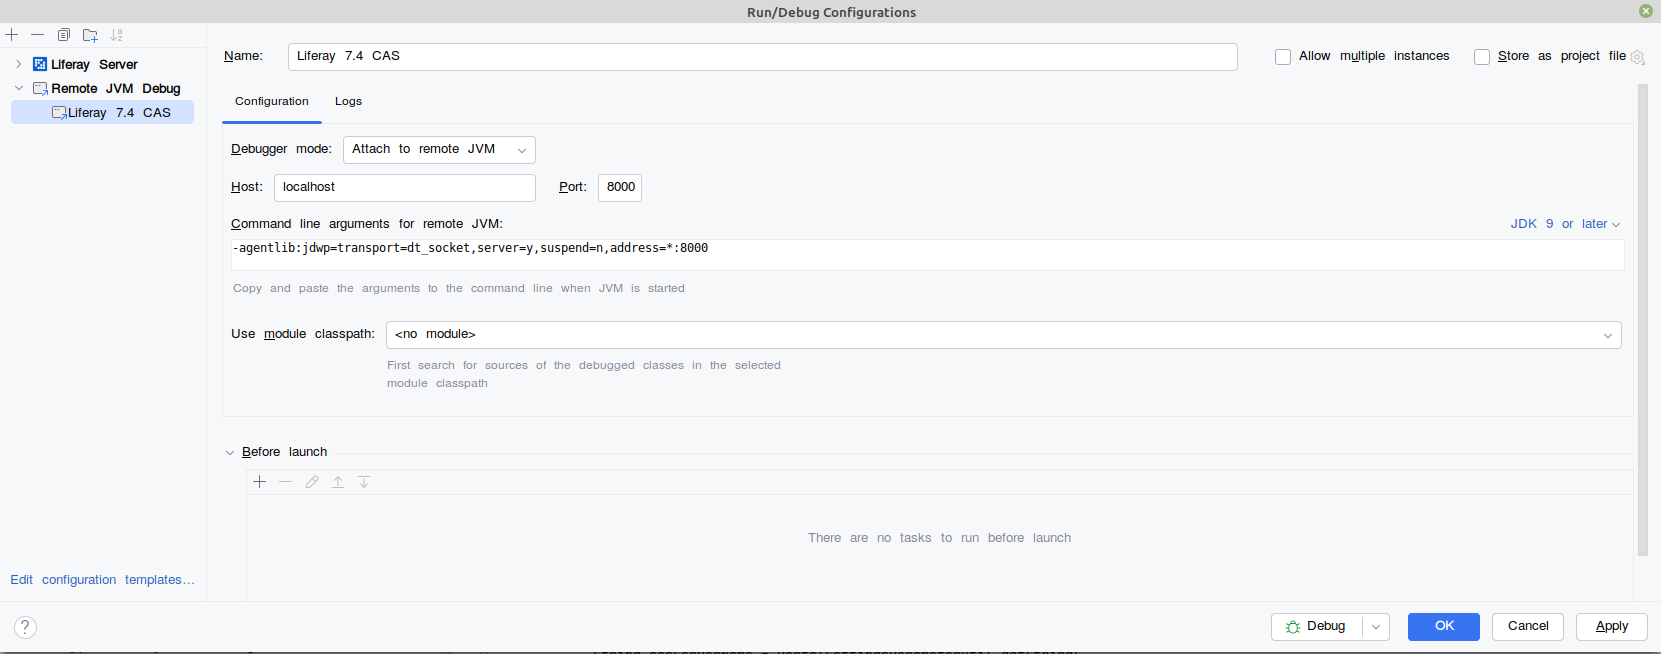 Run/Debug Configurations
Liferay Server
Remote JVM Debug
Liferay 7.4 CAS
Name: Liferay 7.4 CAS
Allow multiple instances
Store as project file
Configuration Logs
Debugger mode: Attach to remote JVM
Host: localhost Port: 8000
Command line arguments for remote JVM: JDK 9 or later
-agentlib:jdwp=transport=dt_socket,server=y,suspend=n,address=*:8000
Copy and paste the arguments to the command line when JVM is started
Use module classpath: <no module>
First search for sources of the debugged classes in the selected
module classpath
Before launch
There are no tasks to run before launch
Edit configuration templates...
? Debug OK Cancel Apply